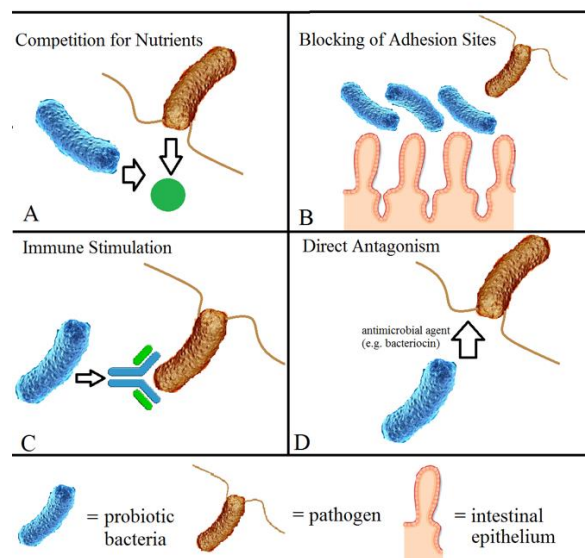 Competition for Nutrients
A
Blocking of Adhesion Sites
B
Immune Stimulation
C
Direct Antagonism
antimicrobial agent
(e.g. bacteriocin)
D
= probiotic
bacteria
= pathogen
= intestinal
epithelium